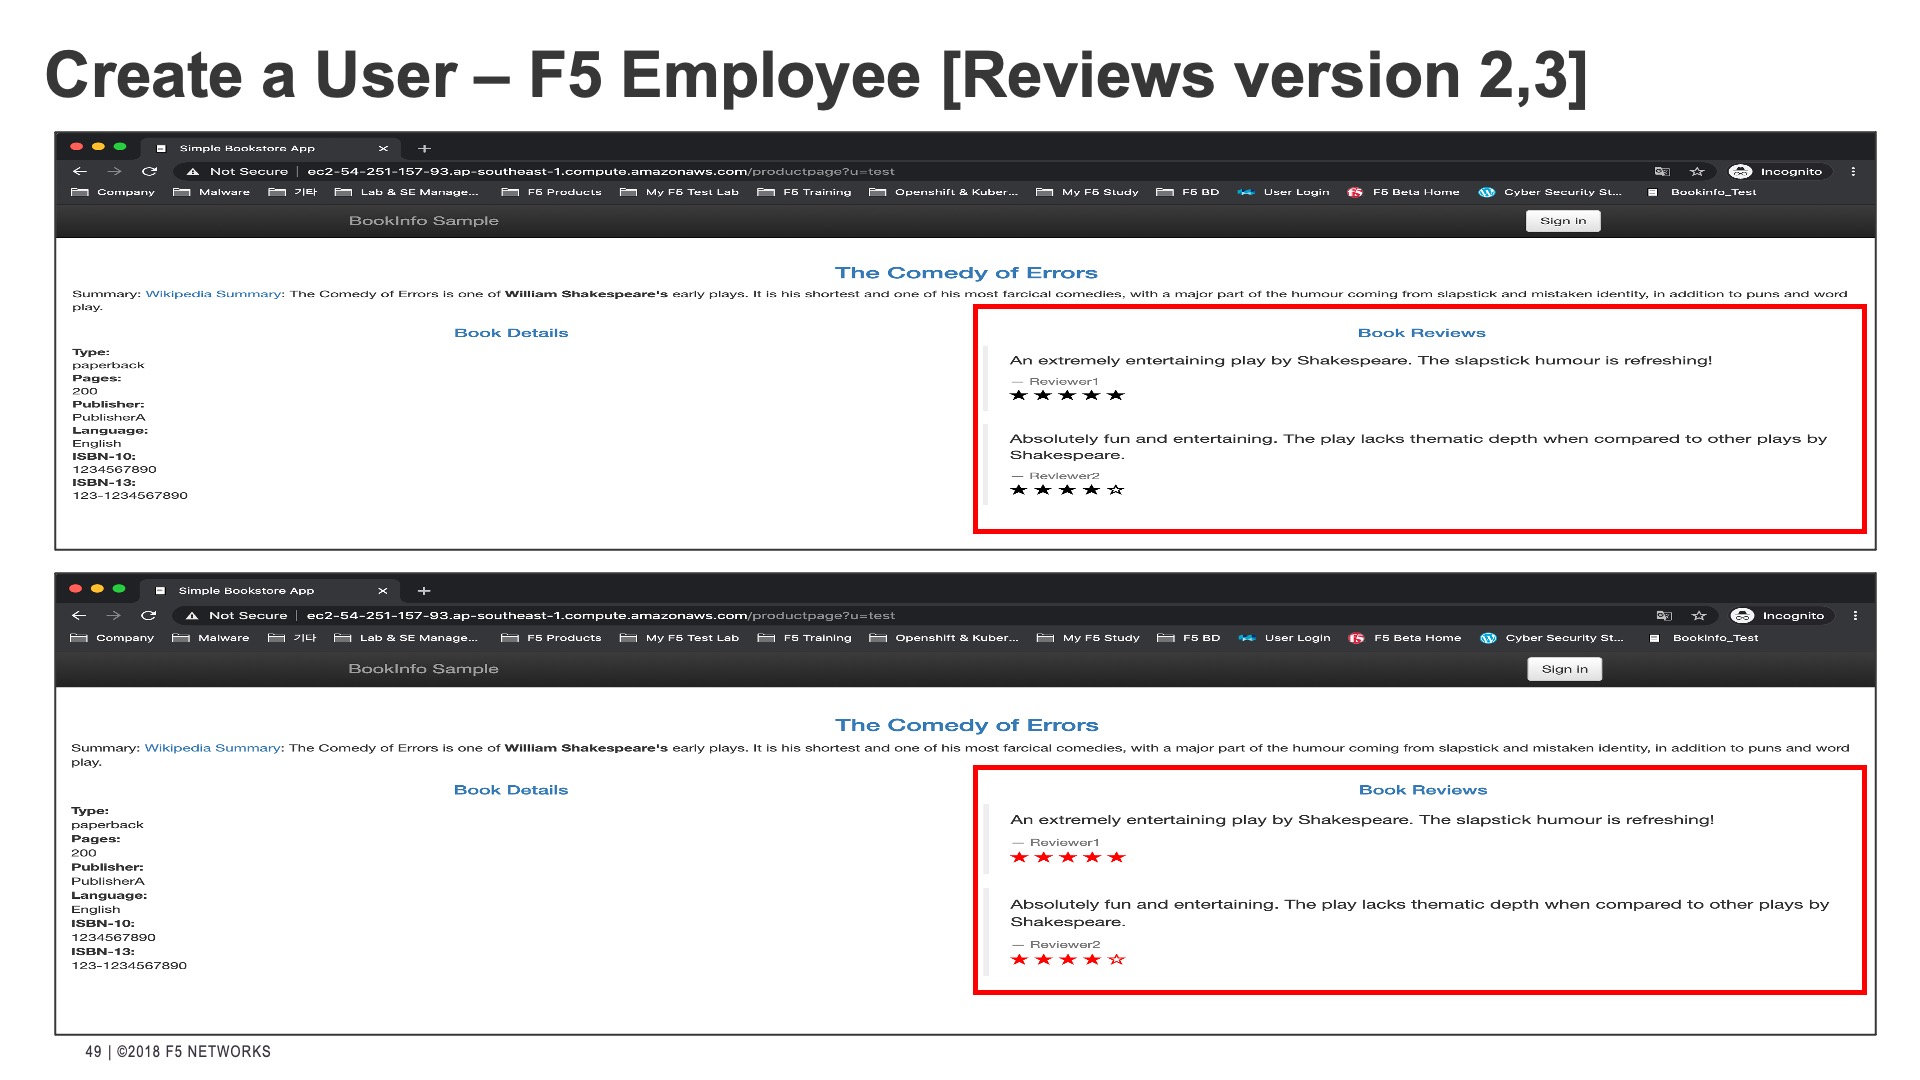 Create a User – F5 Employee [Reviews version 2,3]
Simple Bookstore App
Not Secure | ec2-54-251-157-93.ap-southeast-1.compute.amazonaws.com/productpage?u=test
Incognito
Company Malware 기타 Lab & SE Manage... F5 Products My F5 Test Lab F5 Training Openshift & Kuber... My F5 Study F5 BD User Login F5 Beta Home Cyber Security St... Bookinfo_Test
BookInfo Sample
Sign in
The Comedy of Errors
Summary: Wikipedia Summary: The Comedy of Errors is one of William Shakespeare's early plays. It is his shortest and one of his most farcical comedies, with a major part of the humour coming from slapstick and mistaken identity, in addition to puns and word
play.
Book Details
Type:
paperback
Pages:
200
Publisher:
PublisherA
Language:
English
ISBN-10:
1234567890
ISBN-13:
123-1234567890
Book Reviews
An extremely entertaining play by Shakespeare. The slapstick humour is refreshing!
— Reviewer1
★ ★ ★ ★ ★
Absolutely fun and entertaining. The play lacks thematic depth when compared to other plays by
Shakespeare.
— Reviewer2
★ ★ ★ ★ ☆
Simple Bookstore App
Not Secure | ec2-54-251-157-93.ap-southeast-1.compute.amazonaws.com/productpage?u=test
Incognito
Company Malware 기타 Lab & SE Manage... F5 Products My F5 Test Lab F5 Training Openshift & Kuber... My F5 Study F5 BD User Login F5 Beta Home Cyber Security St... Bookinfo_Test
BookInfo Sample
Sign in
The Comedy of Errors
Summary: Wikipedia Summary: The Comedy of Errors is one of William Shakespeare's early plays. It is his shortest and one of his most farcical comedies, with a major part of the humour coming from slapstick and mistaken identity, in addition to puns and word
play.
Book Details
Type:
paperback
Pages:
200
Publisher:
PublisherA
Language:
English
ISBN-10:
1234567890
ISBN-13:
123-1234567890
Book Reviews
An extremely entertaining play by Shakespeare. The slapstick humour is refreshing!
— Reviewer1
★ ★ ★ ★ ★
Absolutely fun and entertaining. The play lacks thematic depth when compared to other plays by
Shakespeare.
— Reviewer2
★ ★ ★ ★ ☆
49 | ©2018 F5 NETWORKS